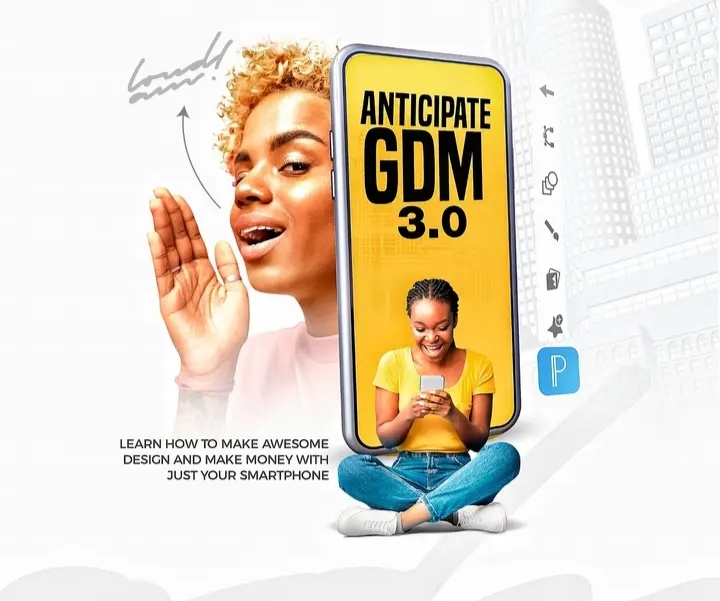 Loud!
ANTICIPATE
GDM
3.0
LEARN HOW TO MAKE AWESOME
DESIGN AND MAKE MONEY WITH
JUST YOUR SMARTPHONE
P